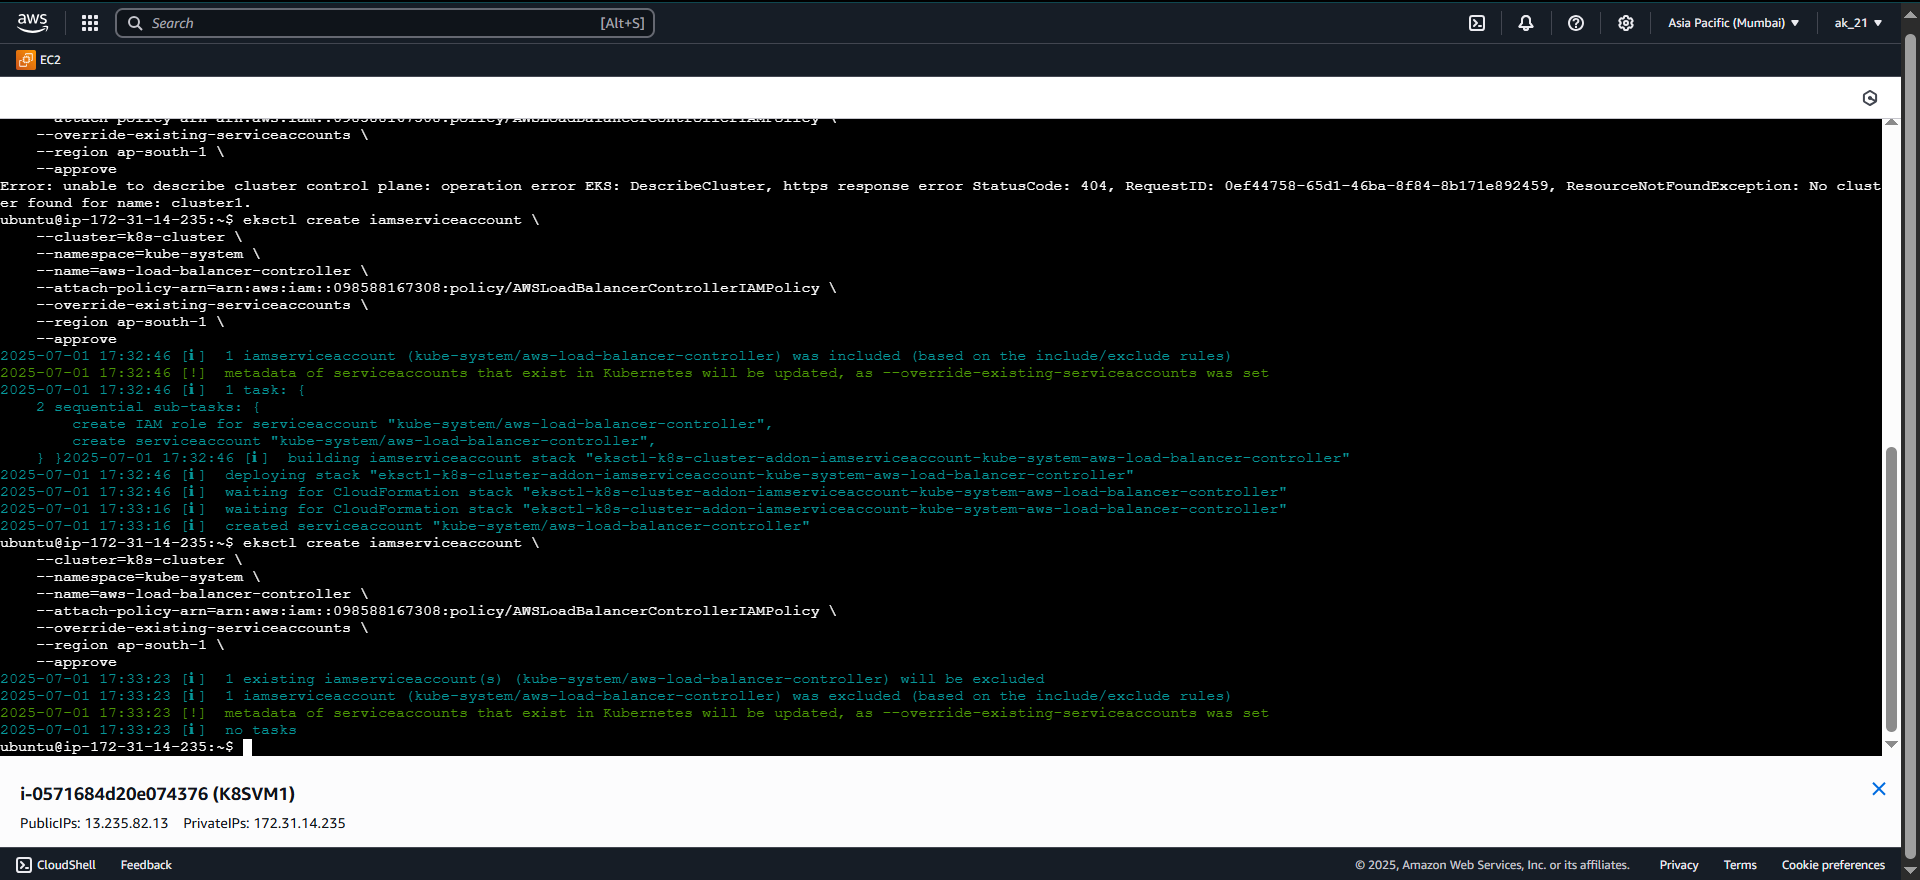 aws
Search [Alt+S]
Asia Pacific (Mumbai) ▼
ak_21 ▼
EC2
--attach-policy-arn=arn:aws:iam::098588167308:policy/AWSLoadBalancerControllerIAMPolicy \
--override-existing-serviceaccounts \
--region ap-south-1 \
--approve
Error: unable to describe cluster control plane: operation error EKS: DescribeCluster, https response error StatusCode: 404, RequestID: 0ef44758-65d1-46ba-8f84-8b171e892459, ResourceNotFoundException: No clust
er found for name: cluster1.
ubuntu@ip-172-31-14-235:~$ eksctl create iamserviceaccount \
--cluster=k8s-cluster \
--namespace=kube-system \
--name=aws-load-balancer-controller \
--attach-policy-arn=arn:aws:iam::098588167308:policy/AWSLoadBalancerControllerIAMPolicy \
--override-existing-serviceaccounts \
--region ap-south-1 \
--approve
2025-07-01 17:32:46 [ℹ]  1 iamserviceaccount (kube-system/aws-load-balancer-controller) was included (based on the include/exclude rules)
2025-07-01 17:32:46 [!]  metadata of serviceaccounts that exist in Kubernetes will be updated, as --override-existing-serviceaccounts was set
2025-07-01 17:32:46 [ℹ]  1 task: {
2 sequential sub-tasks: {
create IAM role for serviceaccount "kube-system/aws-load-balancer-controller",
create serviceaccount "kube-system/aws-load-balancer-controller",
} }2025-07-01 17:32:46 [ℹ]  building iamserviceaccount stack "eksctl-k8s-cluster-addon-iamserviceaccount-kube-system-aws-load-balancer-controller"
2025-07-01 17:32:46 [ℹ]  deploying stack "eksctl-k8s-cluster-addon-iamserviceaccount-kube-system-aws-load-balancer-controller"
2025-07-01 17:32:46 [ℹ]  waiting for CloudFormation stack "eksctl-k8s-cluster-addon-iamserviceaccount-kube-system-aws-load-balancer-controller"
2025-07-01 17:33:16 [ℹ]  waiting for CloudFormation stack "eksctl-k8s-cluster-addon-iamserviceaccount-kube-system-aws-load-balancer-controller"
2025-07-01 17:33:16 [ℹ]  created serviceaccount "kube-system/aws-load-balancer-controller"
ubuntu@ip-172-31-14-235:~$ eksctl create iamserviceaccount \
--cluster=k8s-cluster \
--namespace=kube-system \
--name=aws-load-balancer-controller \
--attach-policy-arn=arn:aws:iam::098588167308:policy/AWSLoadBalancerControllerIAMPolicy \
--override-existing-serviceaccounts \
--region ap-south-1 \
--approve
2025-07-01 17:33:23 [ℹ]  1 existing iamserviceaccount(s) (kube-system/aws-load-balancer-controller) will be excluded
2025-07-01 17:33:23 [ℹ]  1 iamserviceaccount (kube-system/aws-load-balancer-controller) was excluded (based on the include/exclude rules)
2025-07-01 17:33:23 [!]  metadata of serviceaccounts that exist in Kubernetes will be updated, as --override-existing-serviceaccounts was set
2025-07-01 17:33:23 [ℹ]  no tasks
ubuntu@ip-172-31-14-235:~$
i-0571684d20e074376 (K8SVM1)
PublicIPs: 13.235.82.13 PrivateIPs: 172.31.14.235
CloudShell Feedback © 2025, Amazon Web Services, Inc. or its affiliates. Privacy Terms Cookie preferences